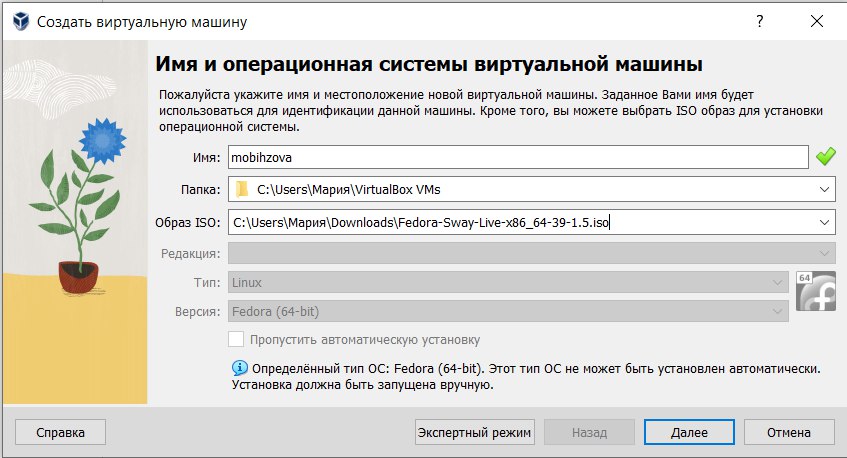 Создать виртуальную машину
?
Имя и операционная системы виртуальной машины
Пожалуйста укажите имя и местоположение новой виртуальной машины. Заданное Вами имя будет
использоваться для идентификации данной машины. Кроме того, вы можете выбрать ISO образ для установки
операционной системы.
Имя: mobihzova
Папка: C:\Users\Мария\VirtualBox VMs
Образ ISO: C:\Users\Мария\Downloads\Fedora-Sway-Live-x86_64-39-1.5.iso
Редакция:
Тип: Linux
64
Версия: Fedora (64-bit)
Пропустить автоматическую установку
Определённый тип ОС: Fedora (64-bit). Этот тип ОС не может быть установлен автоматически.
Установка должна быть запущена вручную.
Справка Экспертный режим Назад Далее Отмена